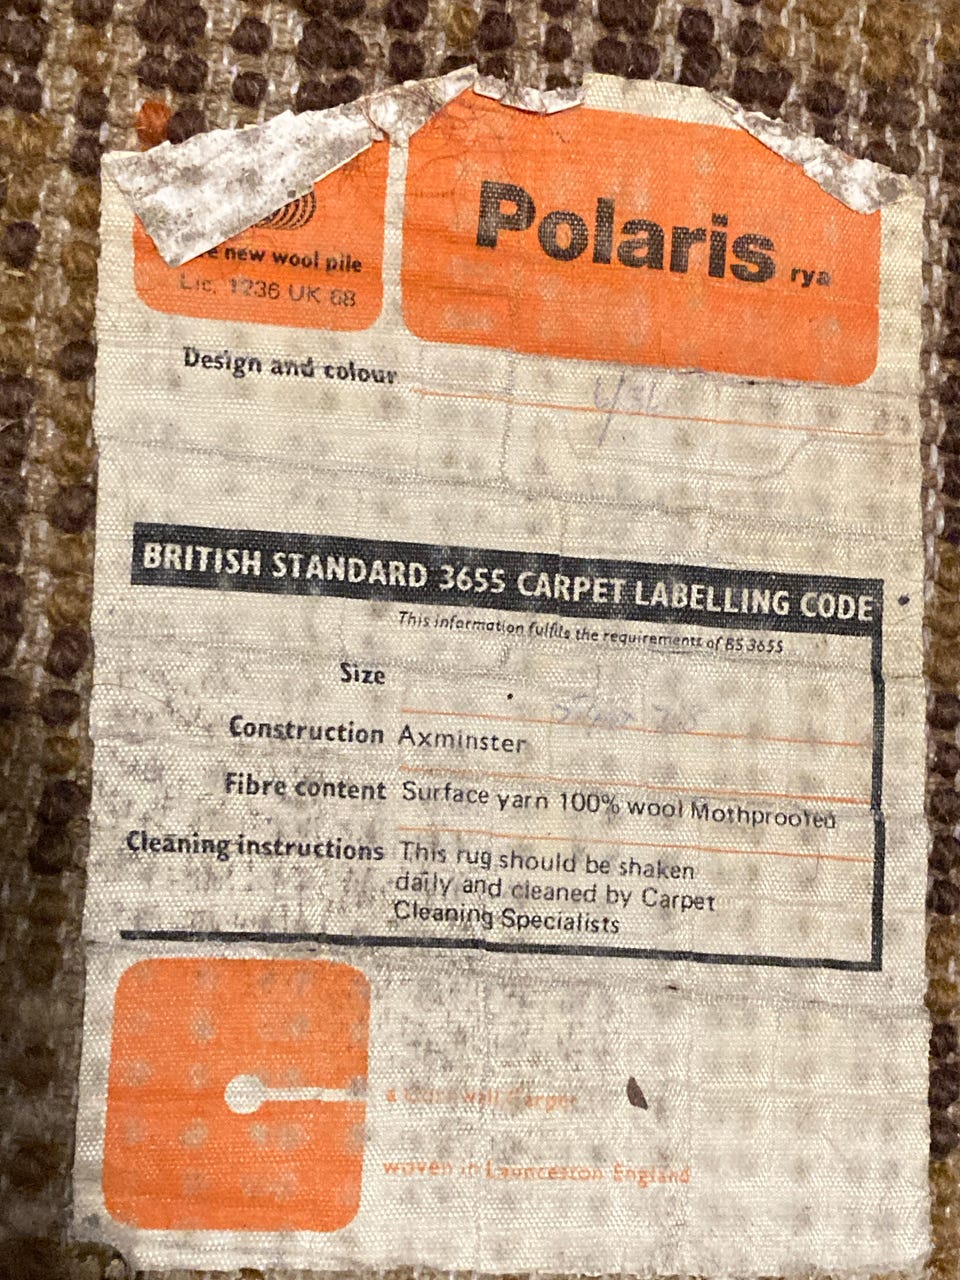 Polaris rya
new wool pile
Lic. 1236 UK 68
Design and colour
BRITISH STANDARD 3655 CARPET LABELLING CODE
This information fulfils the requirements of BS 3655
Size
Construction Axminster
Fibre content Surface yarn 100% wool Mothproofed
Cleaning instructions This rug should be shaken
daily and cleaned by Carpet
Cleaning Specialists
a Cornwall Carpet
woven in Launceston England